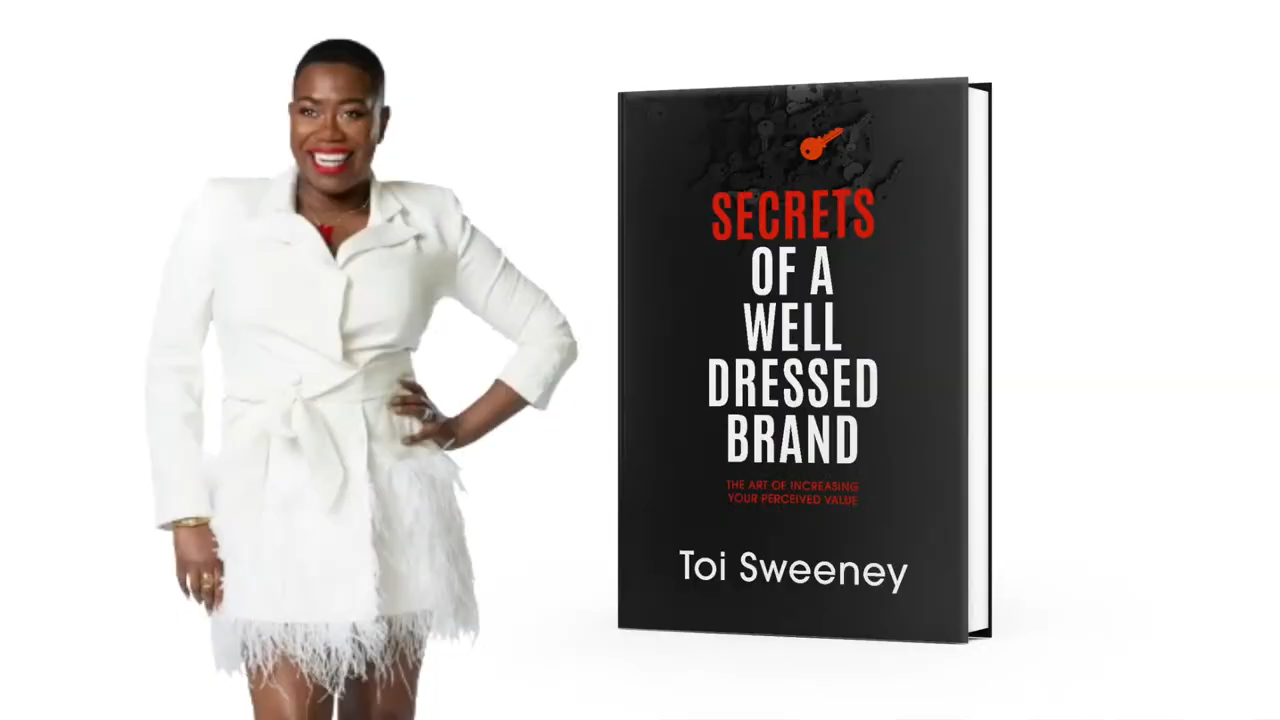 SECRETS
OF A
WELL
DRESSED
BRAND
THE ART OF INCREASING
YOUR PERCEIVED VALUE
Toi Sweeney